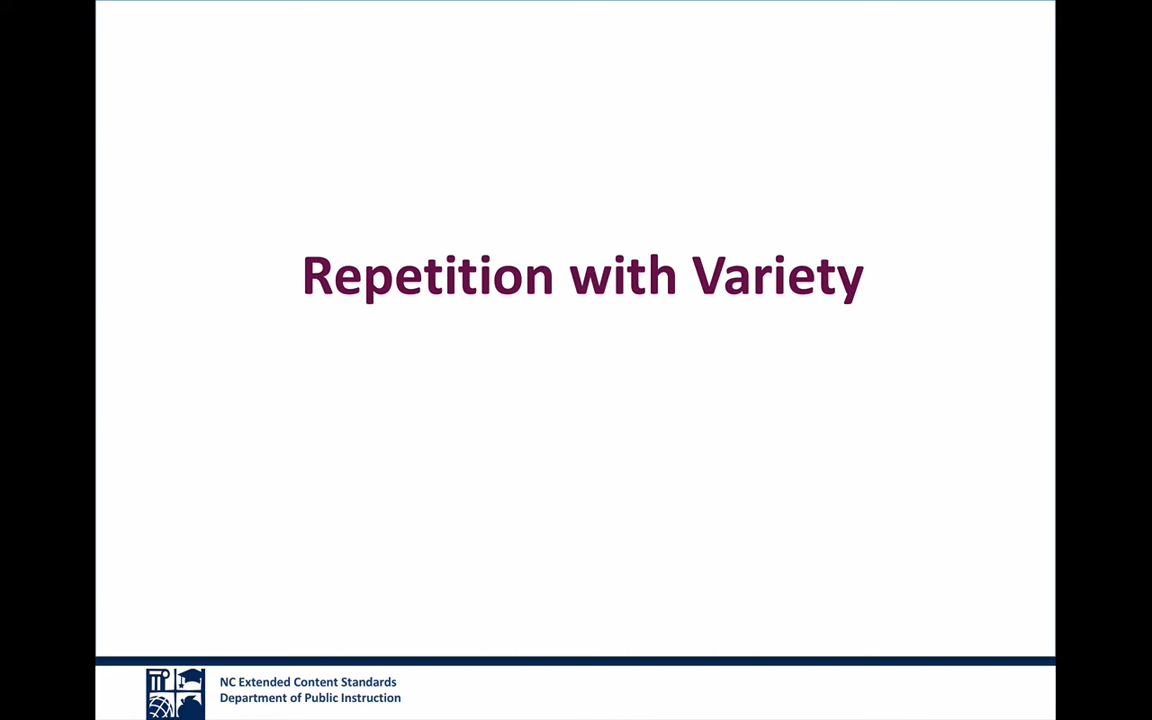 Repetition with Variety
NC Extended Content Standards
Department of Public Instruction